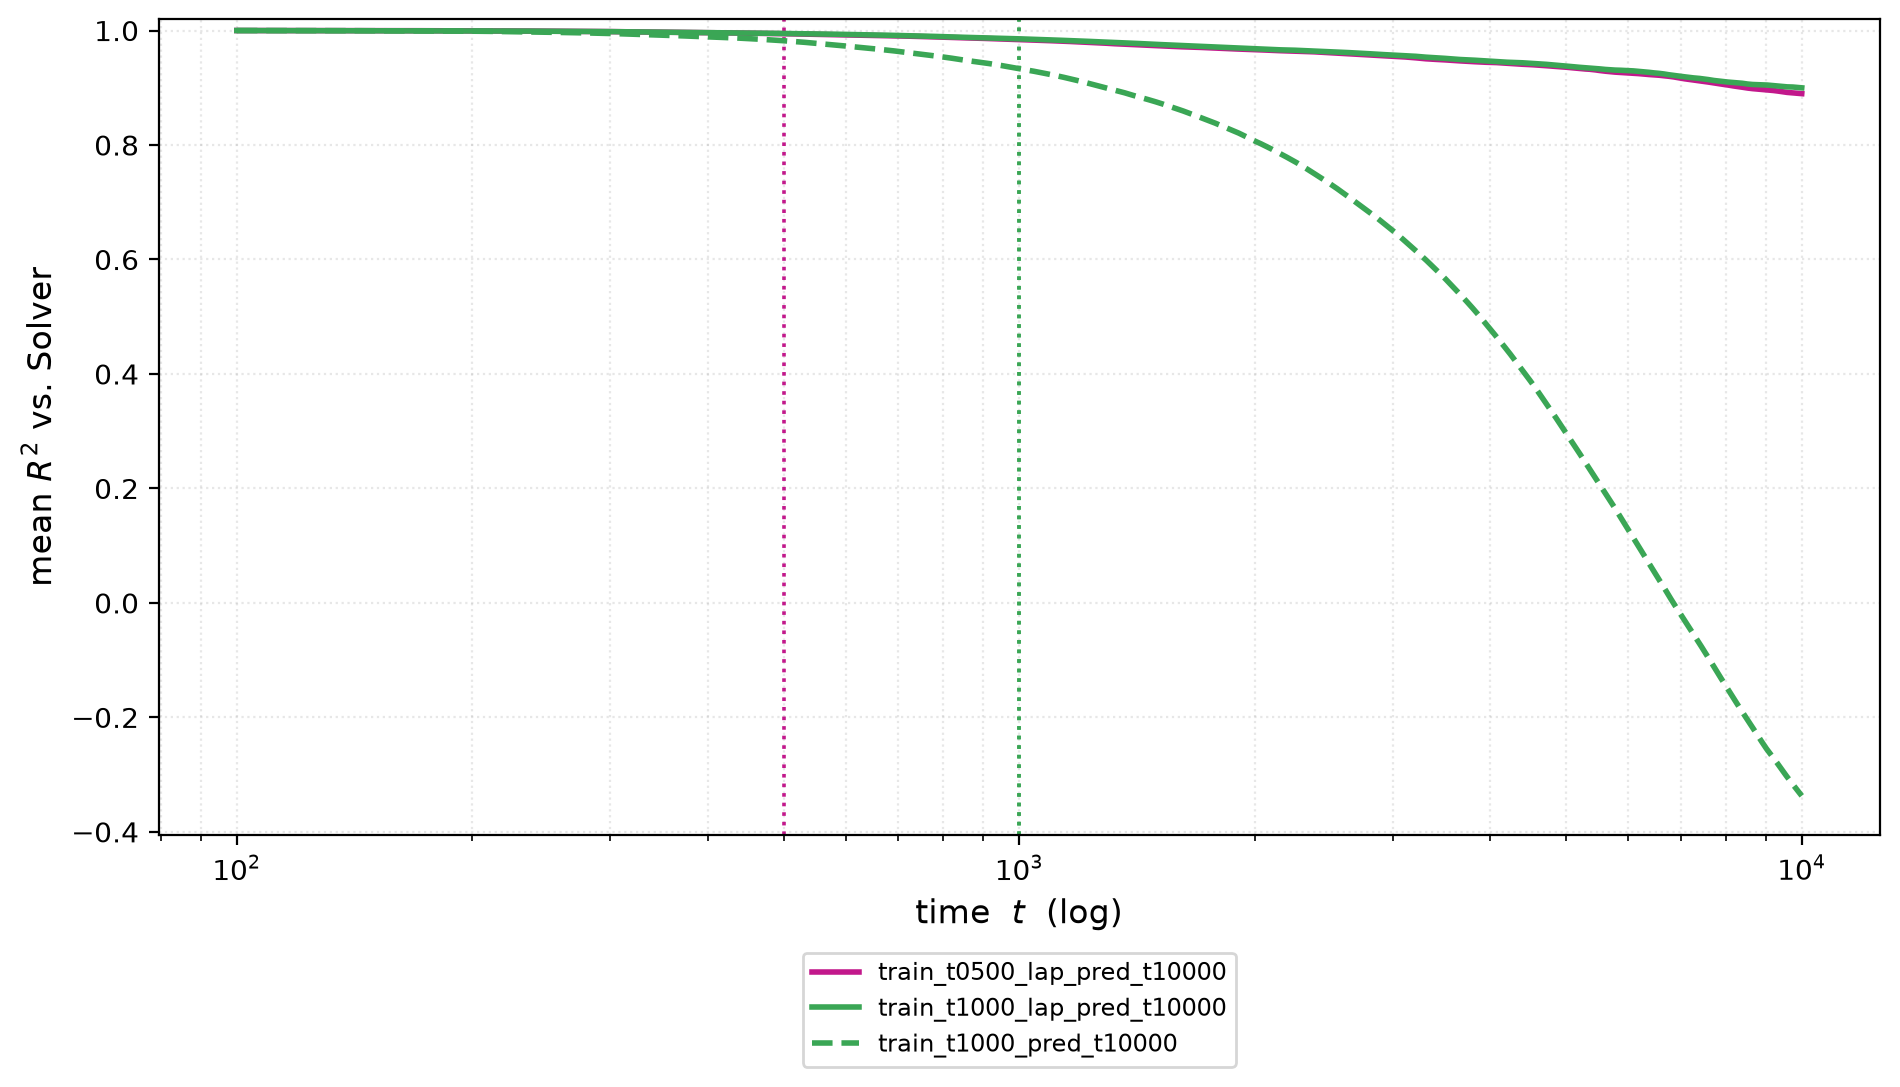 mean R² vs. Solver
1.0
0.8
0.6
0.4
0.2
0.0
−0.2
−0.4
10² 10³ 10⁴
time t (log)
train_t0500_lap_pred_t10000
train_t1000_lap_pred_t10000
train_t1000_pred_t10000